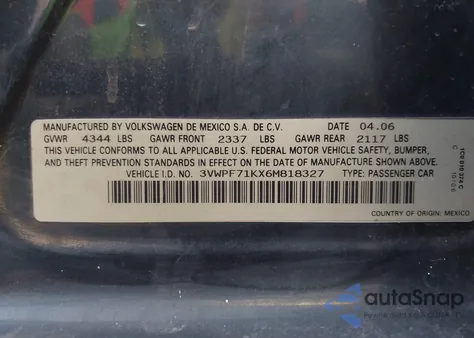 MANUFACTURED BY VOLKSWAGEN DE MEXICO S.A. DE C.V. DATE 04.06
GVWR 4344 LBS GAWR FRONT 2337 LBS GAWR REAR 2117 LBS
THIS VEHICLE CONFORMS TO ALL APPLICABLE U.S. FEDERAL MOTOR VEHICLE SAFETY, BUMPER,
AND THEFT PREVENTION STANDARDS IN EFFECT ON THE DATE OF MANUFACTURE SHOWN ABOVE.
VEHICLE I.D. NO. 3VWPF71KX6M818327 TYPE: PASSENGER CAR
COUNTRY OF ORIGIN: MEXICO
autoSnap